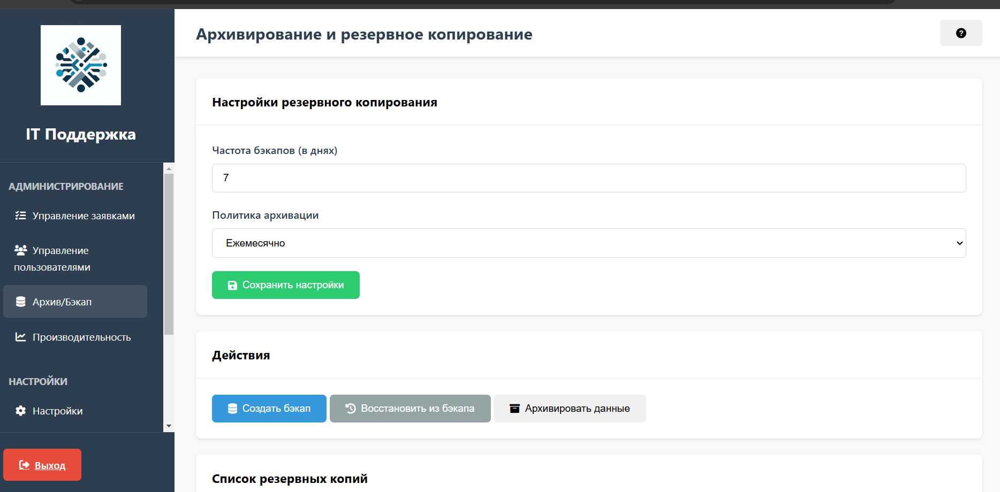 IT Поддержка
АДМИНИСТРИРОВАНИЕ
Управление заявками
Управление
пользователями
Архив/Бэкап
Производительность
НАСТРОЙКИ
Настройки
Выход
Архивирование и резервное копирование
?
Настройки резервного копирования
Частота бэкапов (в днях)
7
Политика архивации
Ежемесячно
Сохранить настройки
Действия
Создать бэкап
Восстановить из бэкапа
Архивировать данные
Список резервных копий